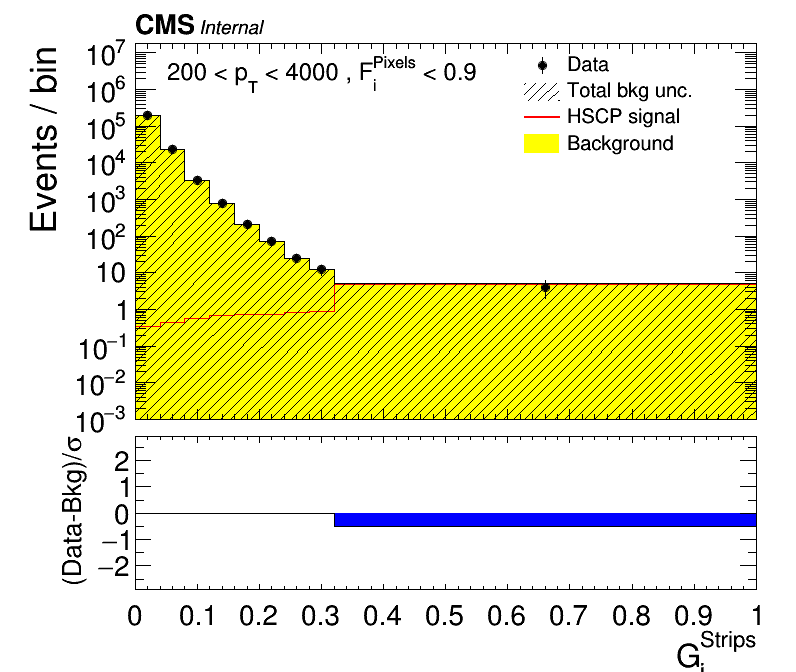 CMS Internal
Events / bin
10^7
10^6
10^5
10^4
10^3
10^2
10
1
10^−1
10^−2
10^−3
200 < p_T < 4000 , F_i^Pixels < 0.9
Data
Total bkg unc.
HSCP signal
Background
(Data-Bkg)/σ
2
1
0
−1
−2
0 0.1 0.2 0.3 0.4 0.5 0.6 0.7 0.8 0.9 1
G_i^Strips